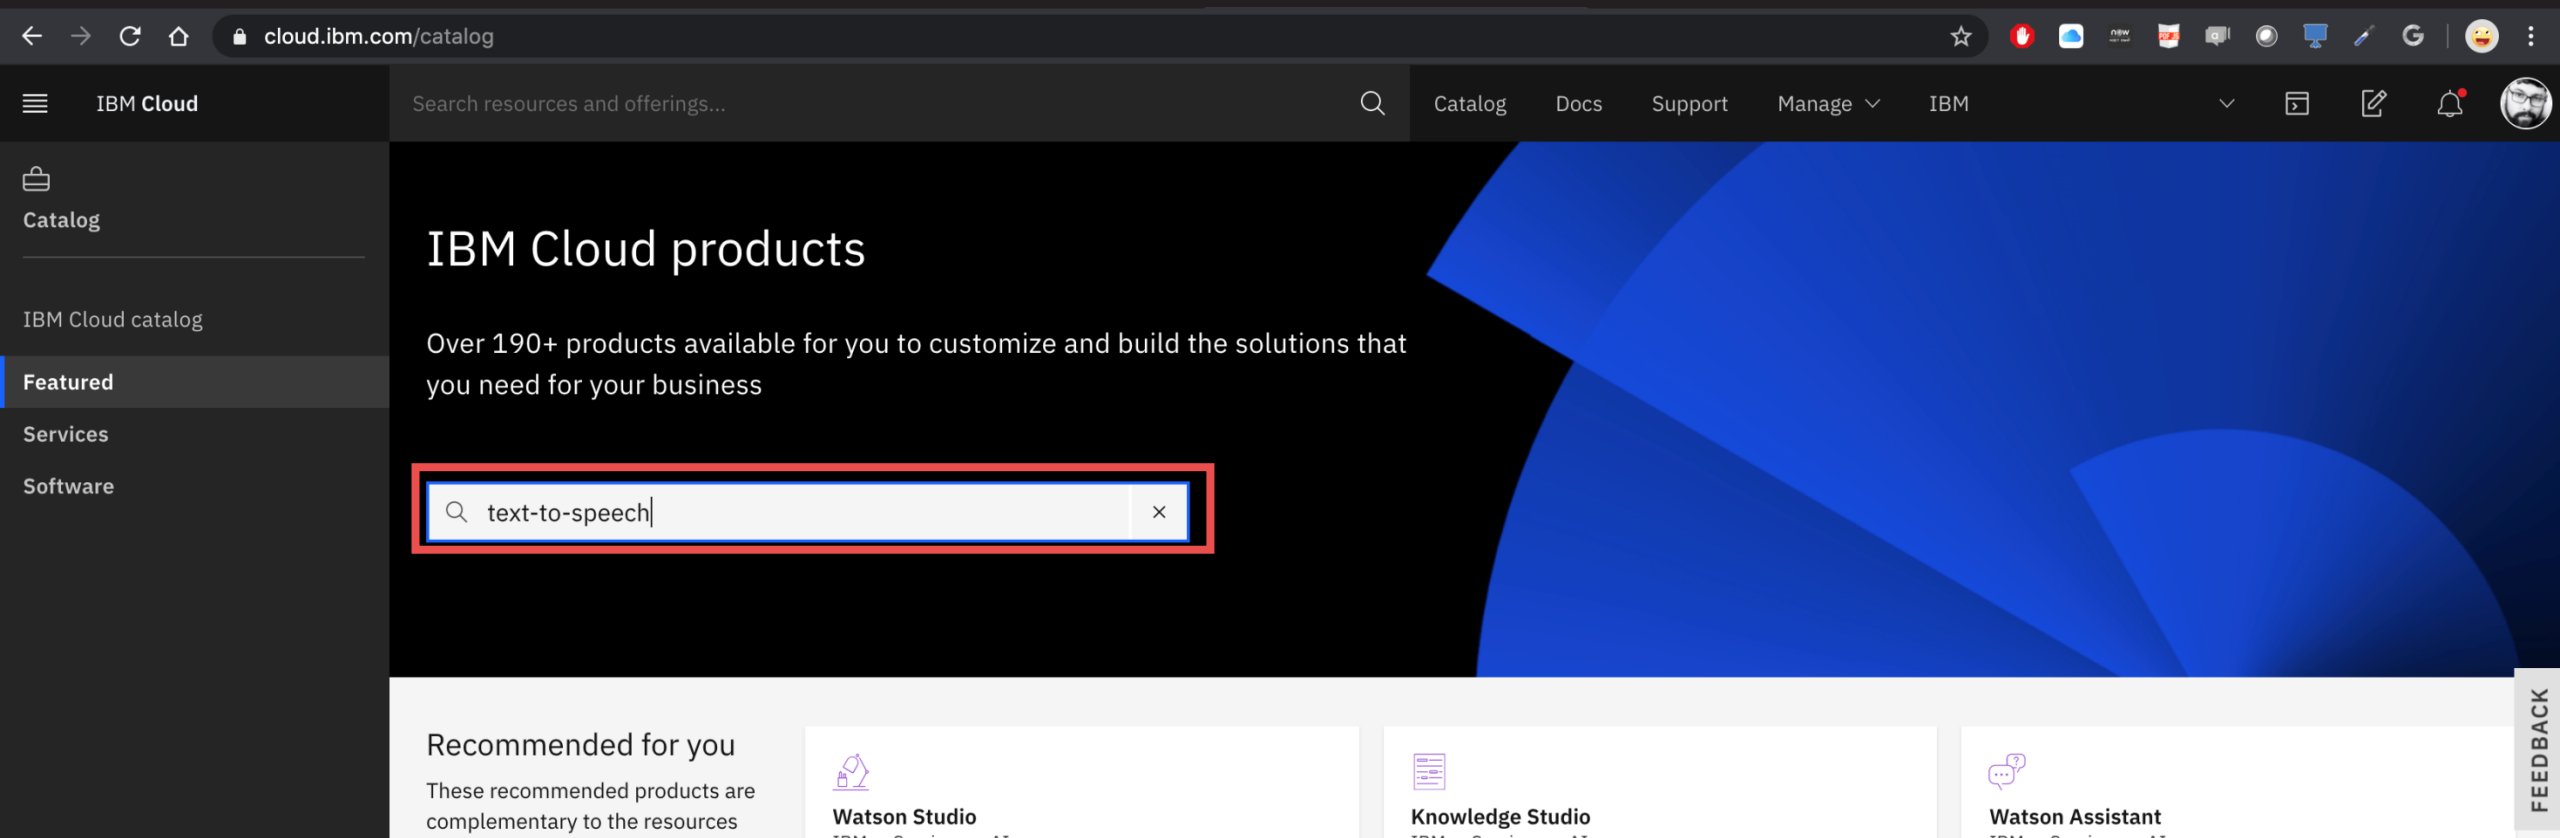 cloud.ibm.com/catalog
IBM Cloud
Search resources and offerings...
Catalog
Docs
Support
Manage
IBM
Catalog
IBM Cloud catalog
Featured
Services
Software
IBM Cloud products
Over 190+ products available for you to customize and build the solutions that
you need for your business
text-to-speech
Recommended for you
These recommended products are
complementary to the resources
Watson Studio
Knowledge Studio
Watson Assistant
FEEDBACK